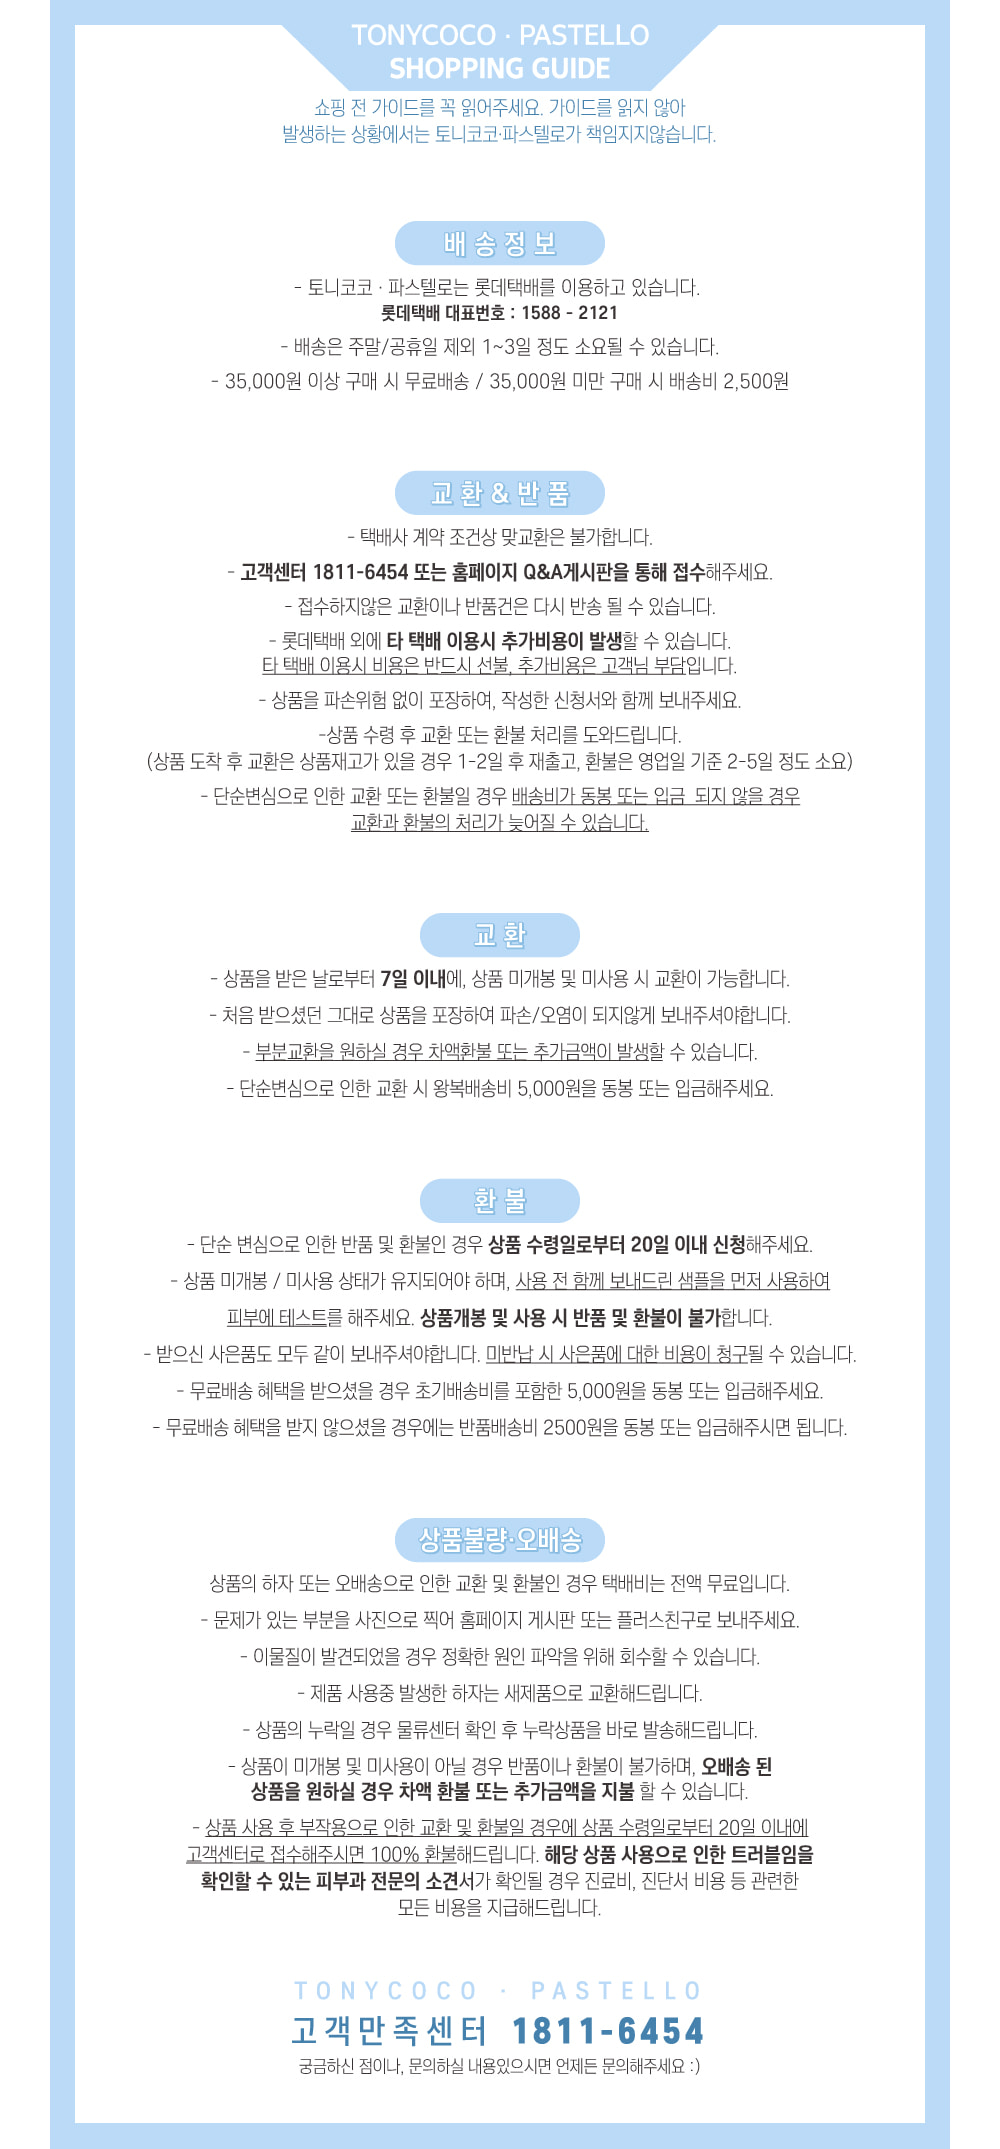 TONYCOCO · PASTELLO
SHOPPING GUIDE
쇼핑 전 가이드를 꼭 읽어주세요. 가이드를 읽지 않아
발생하는 상황에서는 토니코코·파스텔로가 책임지지않습니다.
배송정보
- 토니코코 · 파스텔로는 롯데택배를 이용하고 있습니다.
롯데택배 대표번호 : 1588 - 2121
- 배송은 주말/공휴일 제외 1~3일 정도 소요될 수 있습니다.
- 35,000원 이상 구매 시 무료배송 / 35,000원 미만 구매 시 배송비 2,500원
교환&반품
- 택배사 계약 조건상 맞교환은 불가합니다.
- 고객센터 1811-6454 또는 홈페이지 Q&A게시판을 통해 접수해주세요.
- 접수하지않은 교환이나 반품건은 다시 반송 될 수 있습니다.
- 롯데택배 외에 타 택배 이용시 추가비용이 발생할 수 있습니다.
타 택배 이용시 비용은 반드시 선불, 추가비용은 고객님 부담입니다.
- 상품을 파손위험 없이 포장하여, 작성한 신청서와 함께 보내주세요.
-상품 수령 후 교환 또는 환불 처리를 도와드립니다.
(상품 도착 후 교환은 상품재고가 있을 경우 1-2일 후 재출고, 환불은 영업일 기준 2-5일 정도 소요)
- 단순변심으로 인한 교환 또는 환불일 경우 배송비가 동봉 또는 입금 되지 않을 경우
교환과 환불의 처리가 늦어질 수 있습니다.
교환
- 상품을 받은 날로부터 7일 이내에, 상품 미개봉 및 미사용 시 교환이 가능합니다.
- 처음 받으셨던 그대로 상품을 포장하여 파손/오염이 되지않게 보내주셔야합니다.
- 부분교환을 원하실 경우 차액환불 또는 추가금액이 발생할 수 있습니다.
- 단순변심으로 인한 교환 시 왕복배송비 5,000원을 동봉 또는 입금해주세요.
환불
- 단순 변심으로 인한 반품 및 환불인 경우 상품 수령일로부터 20일 이내 신청해주세요.
- 상품 미개봉 / 미사용 상태가 유지되어야 하며, 사용 전 함께 보내드린 샘플을 먼저 사용하여
피부에 테스트를 해주세요. 상품개봉 및 사용 시 반품 및 환불이 불가합니다.
- 받으신 사은품도 모두 같이 보내주셔야합니다. 미반납 시 사은품에 대한 비용이 청구될 수 있습니다.
- 무료배송 혜택을 받으셨을 경우 초기배송비를 포함한 5,000원을 동봉 또는 입금해주세요.
- 무료배송 혜택을 받지 않으셨을 경우에는 반품배송비 2500원을 동봉 또는 입금해주시면 됩니다.
상품불량·오배송
상품의 하자 또는 오배송으로 인한 교환 및 환불인 경우 택배비는 전액 무료입니다.
- 문제가 있는 부분을 사진으로 찍어 홈페이지 게시판 또는 플러스친구로 보내주세요.
- 이물질이 발견되었을 경우 정확한 원인 파악을 위해 회수할 수 있습니다.
- 제품 사용중 발생한 하자는 새제품으로 교환해드립니다.
- 상품의 누락일 경우 물류센터 확인 후 누락상품을 바로 발송해드립니다.
- 상품이 미개봉 및 미사용이 아닐 경우 반품이나 환불이 불가하며, 오배송 된
상품을 원하실 경우 차액 환불 또는 추가금액을 지불 할 수 있습니다.
- 상품 사용 후 부작용으로 인한 교환 및 환불일 경우에 상품 수령일로부터 20일 이내에
고객센터로 접수해주시면 100% 환불해드립니다. 해당 상품 사용으로 인한 트러블임을
확인할 수 있는 피부과 전문의 소견서가 확인될 경우 진료비, 진단서 비용 등 관련한
모든 비용을 지급해드립니다.
TONYCOCO · PASTELLO
고객만족센터 1811-6454
궁금하신 점이나, 문의하실 내용있으시면 언제든 문의해주세요 :)